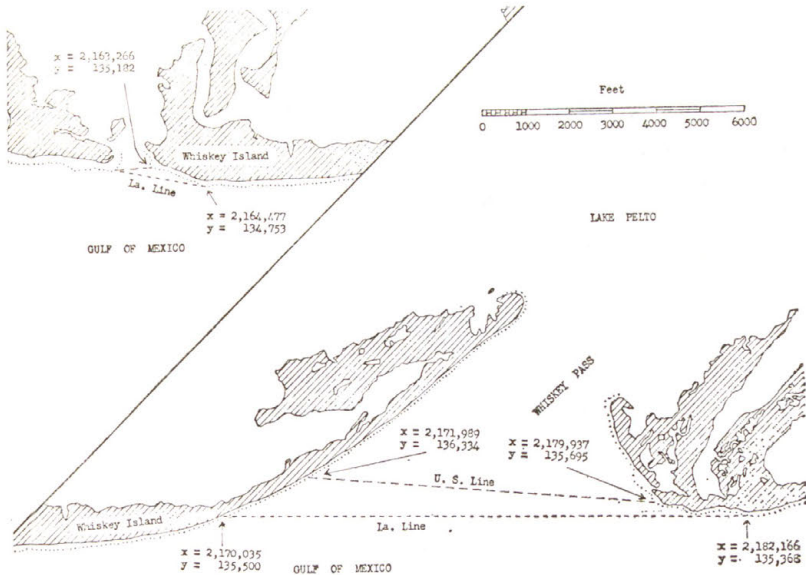 x = 2,163,266
y = 135,182
Whiskey Island
La. Line
x = 2,164,477
y = 134,753
GULF OF MEXICO
Feet
0 1000 2000 3000 4000 5000 6000
LAKE PELTO
WHISKEY PASS
x = 2,171,989
y = 136,334
x = 2,179,937
y = 135,695
U. S. Line
Whiskey Island
La. Line
x = 2,170,035
y = 135,500
GULF OF MEXICO
x = 2,182,166
y = 135,368